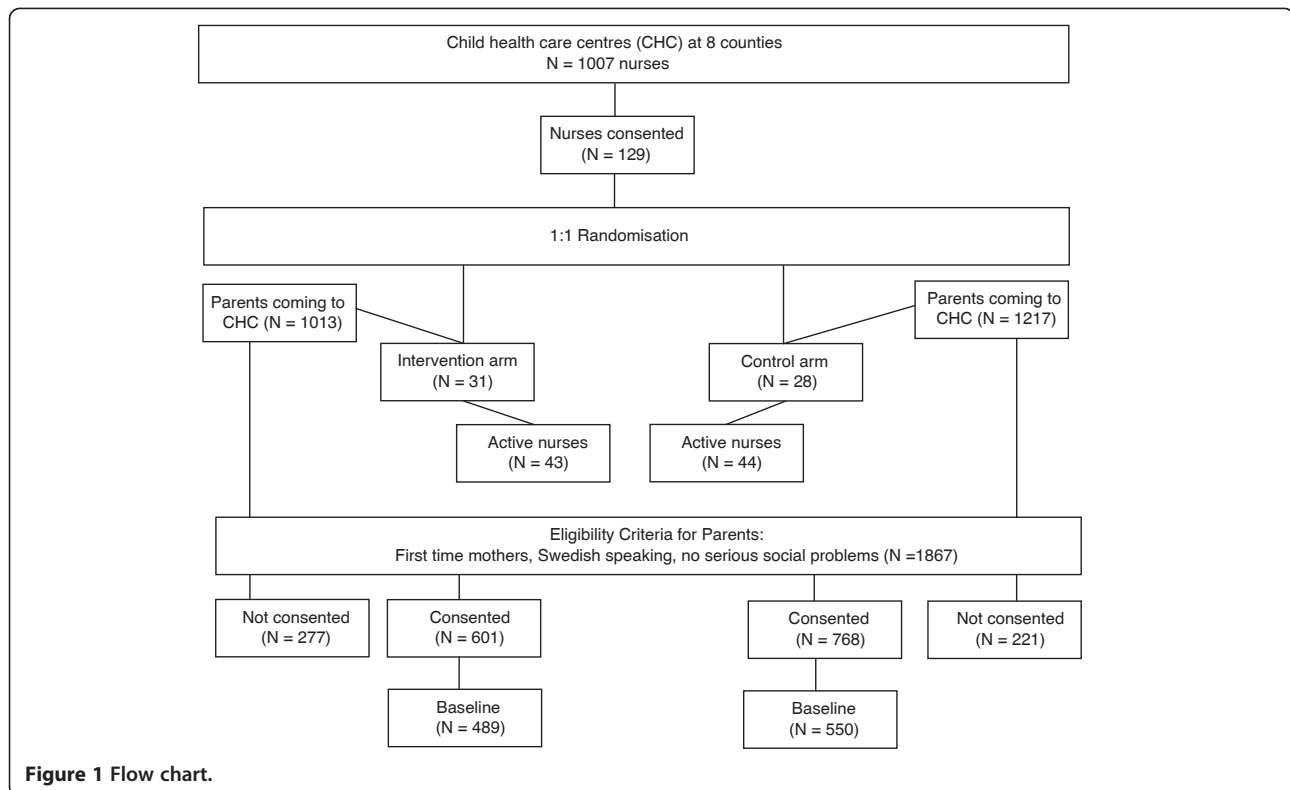 Child health care centres (CHC) at 8 counties
N = 1007 nurses
Nurses consented
(N = 129)
1:1 Randomisation
Parents coming to
CHC (N = 1013)
Parents coming to
CHC (N = 1217)
Intervention arm
(N = 31)
Control arm
(N = 28)
Active nurses
(N = 43)
Active nurses
(N = 44)
Eligibility Criteria for Parents:
First time mothers, Swedish speaking, no serious social problems (N =1867)
Not consented
(N = 277)
Consented
(N = 601)
Consented
(N = 768)
Not consented
(N = 221)
Baseline
(N = 489)
Baseline
(N = 550)
Figure 1 Flow chart.